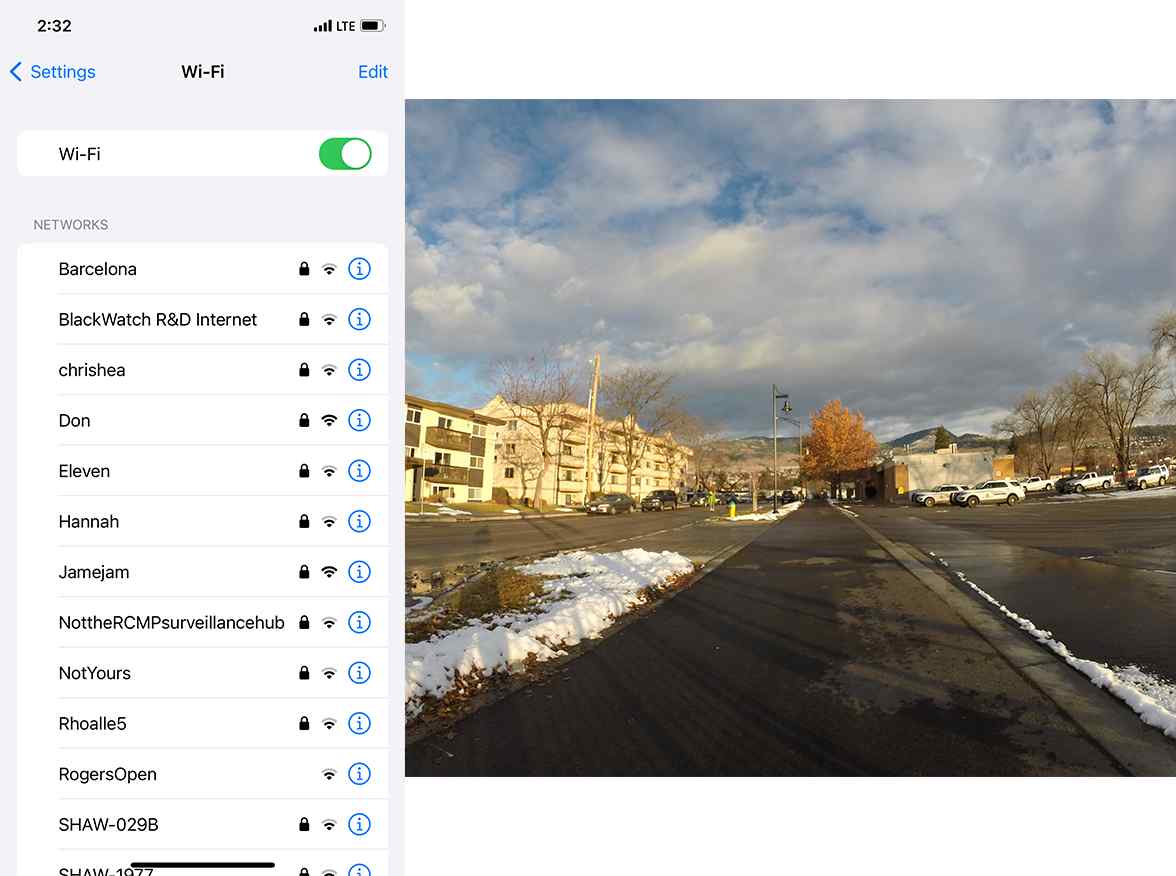 2:32 LTE
Settings Wi-Fi Edit
Wi-Fi
NETWORKS
Barcelona
BlackWatch R&D Internet
chrishea
Don
Eleven
Hannah
Jamejam
NottheRCMPsurveillancehub
NotYours
Rhoalle5
RogersOpen
SHAW-029B
SHAW-1977